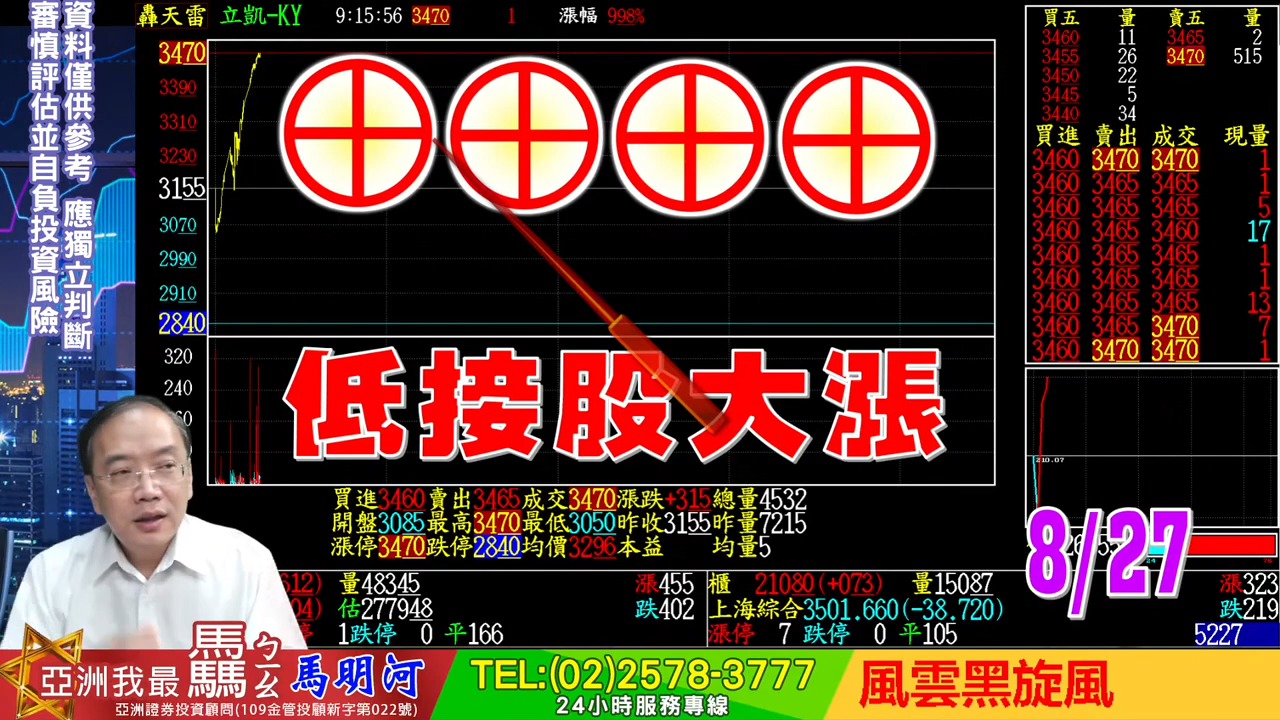 資料僅供參考 應獨立判斷
審慎評估並自負投資風險
轟天雷 立凱-KY 9:15:56 3470 1 漲幅 998%
3470
3390
3310
3230
3155
3070
2990
2910
2840
320
240
低接股大漲
買進3460賣出3465成交3470漲跌+315總量4532
開盤3085最高3470最低3050昨收3155昨量7215
漲停3470跌停2840均價3296本益 均量5
量48345 漲455
估277948 跌402
1跌停 0 平166
櫃 21080(+073) 量15087 漲323
上海綜合3501.660(-38.720) 跌219
漲停 7 跌停 0 平105 5227
買五 量 賣五 量
3460 11 3465 2
3455 26 3470 515
3450 22
3445 5
3440 34
買進 賣出 成交 現量
3460 3470 3470 1
3460 3465 3465 1
3460 3465 3460 5
3460 3465 3460 17
3460 3465 3460 1
3460 3465 3465 1
3460 3465 3465 13
3460 3465 3470 7
3460 3470 3470 1
210.07
8/27
亞洲我最驫ㄅㄧㄠ 馬明河
亞洲證券投資顧問(109金管投顧新字第022號)
TEL:(02)2578-3777
24小時服務專線
風雲黑旋風